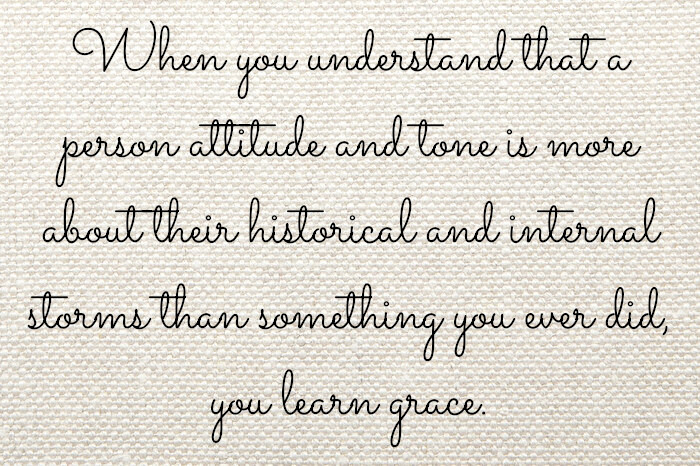 When you understand that a
person attitude and tone is more
about their historical and internal
storms than something you ever did,
you learn grace.